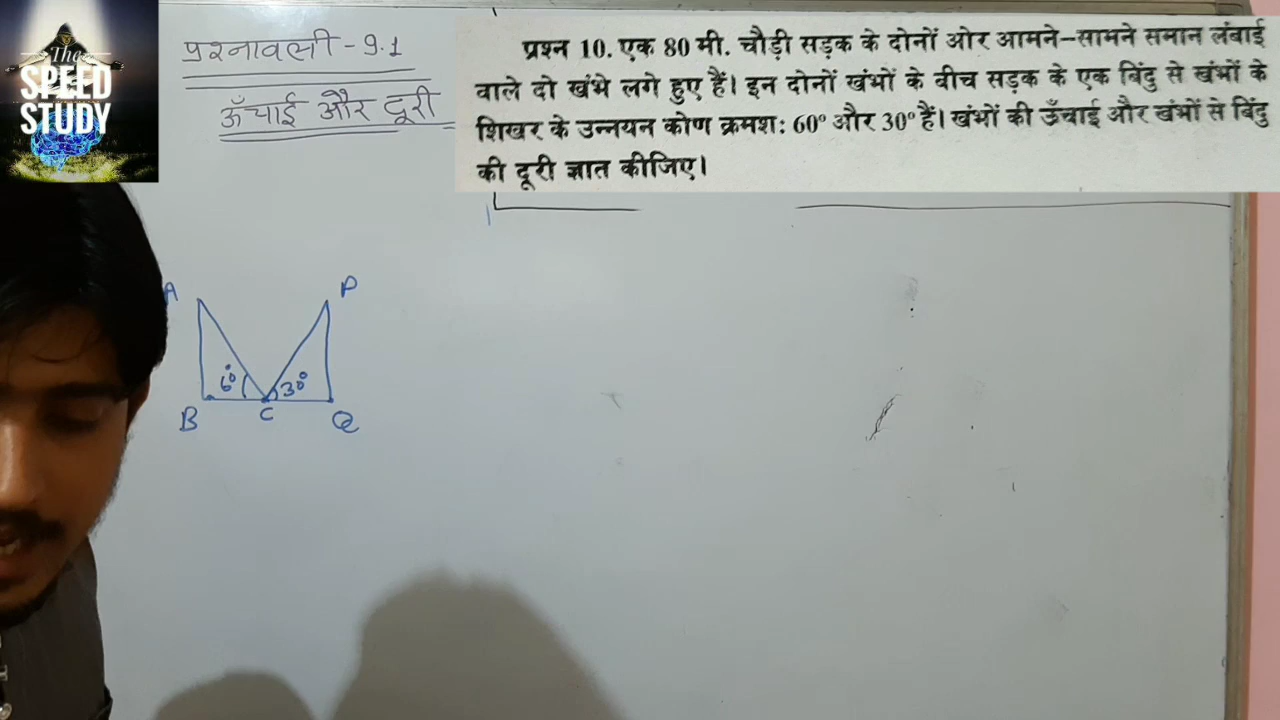 The
SPEED
STUDY
प्रश्नावली - 9.1
ऊँचाई और दूरी
प्रश्न 10. एक 80 मी. चौड़ी सड़क के दोनों ओर आमने-सामने समान लंबाई
वाले दो खंभे लगे हुए हैं। इन दोनों खंभों के बीच सड़क के एक बिंदु से खंभों के
शिखर के उन्नयन कोण क्रमशः 60° और 30° हैं। खंभों की ऊँचाई और खंभों से बिंदु
की दूरी ज्ञात कीजिए।
A P
60° 30°
B C Q